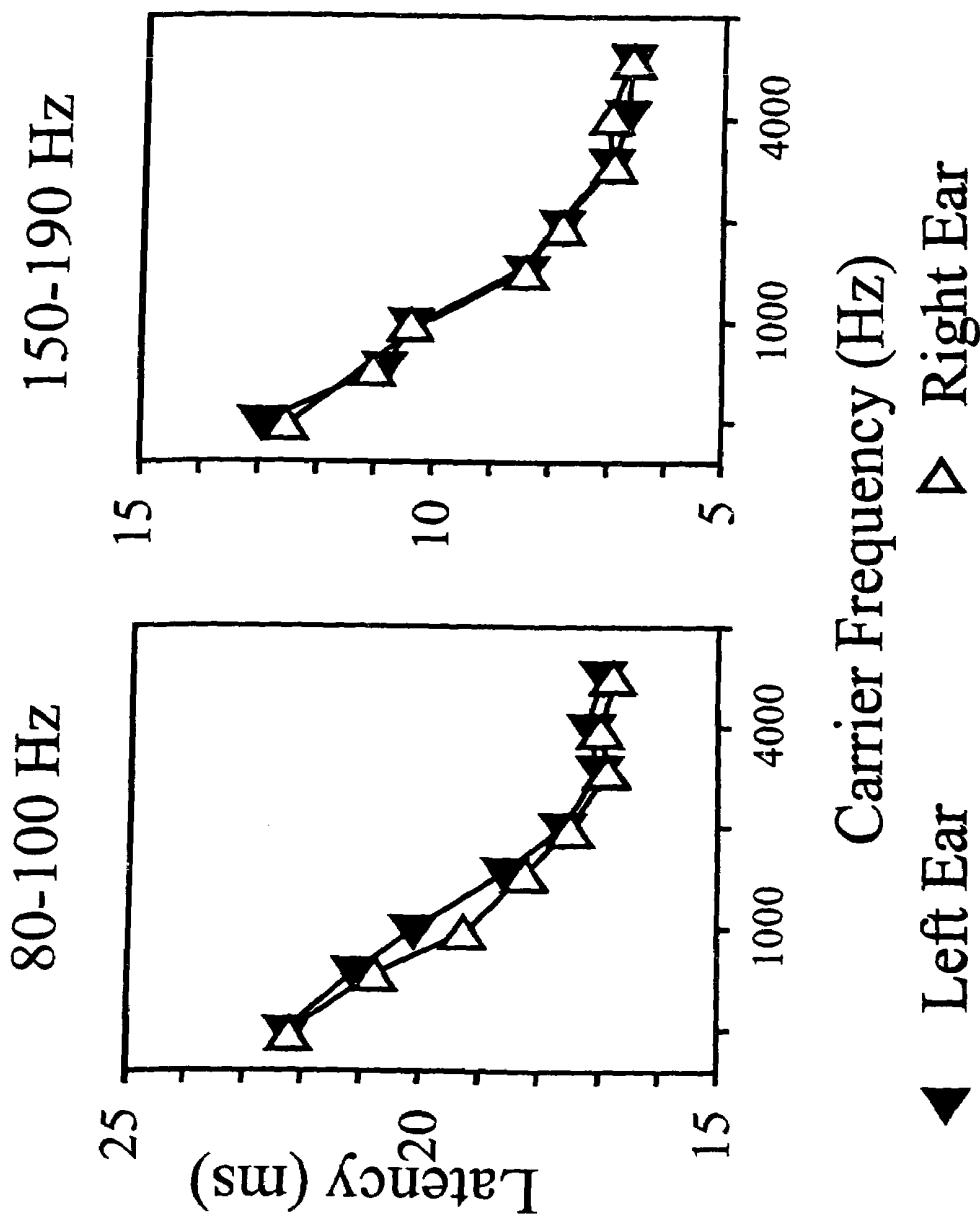 80-100 Hz
150-190 Hz
Latency (ms)
25
20
15
1000
4000
15
10
5
1000
4000
Carrier Frequency (Hz)
Left Ear
Right Ear